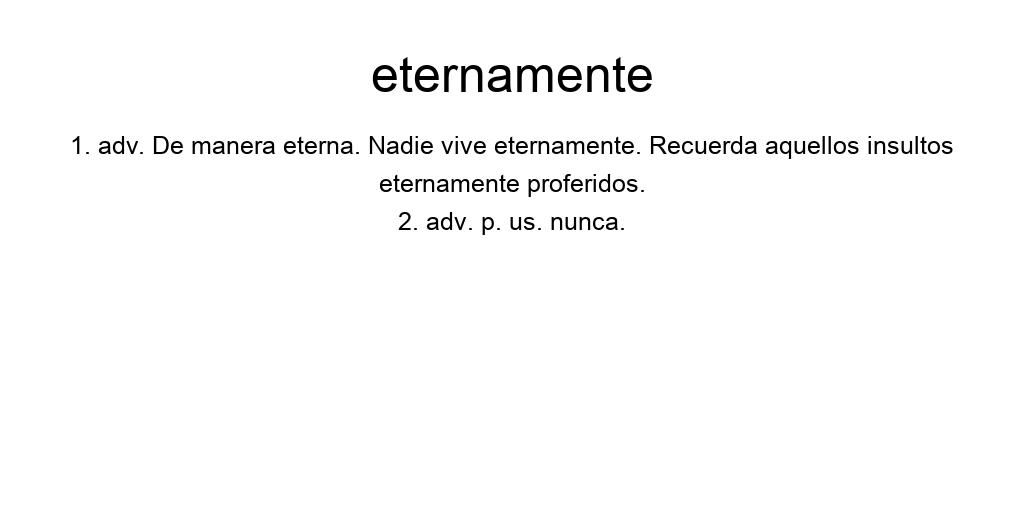 eternamente
1. adv. De manera eterna. Nadie vive eternamente. Recuerda aquellos insultos
eternamente proferidos.
2. adv. p. us. nunca.